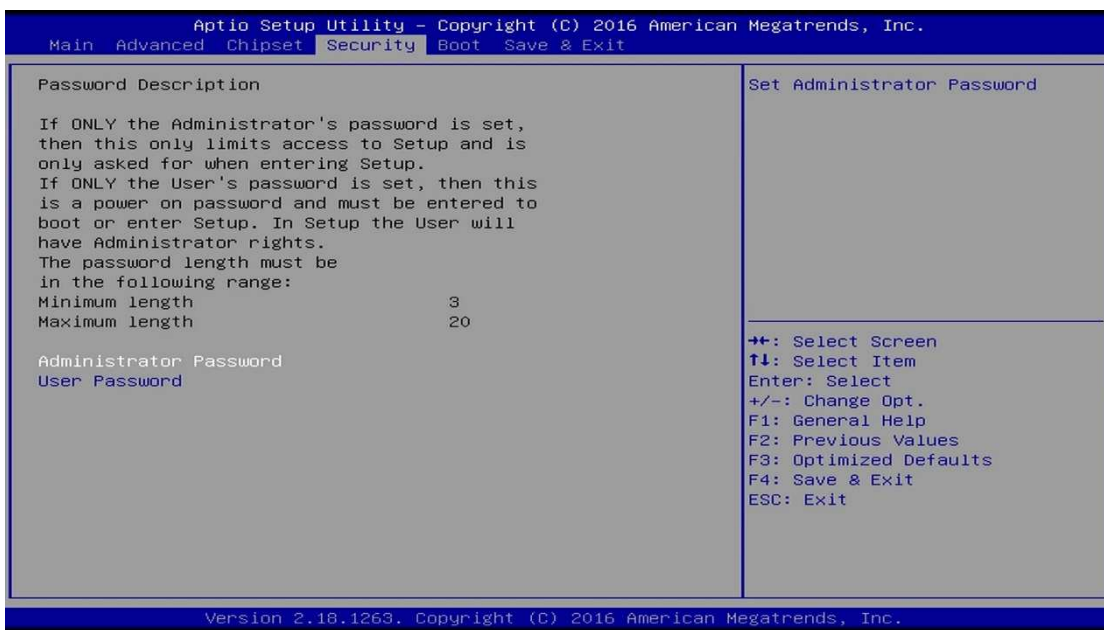 Aptio Setup Utility – Copyright (C) 2016 American Megatrends, Inc.
Main Advanced Chipset Security Boot Save & Exit
Password Description
If ONLY the Administrator's password is set,
then this only limits access to Setup and is
only asked for when entering Setup.
If ONLY the User's password is set, then this
is a power on password and must be entered to
boot or enter Setup. In Setup the User will
have Administrator rights.
The password length must be
in the following range:
Minimum length 3
Maximum length 20
Administrator Password
User Password
Set Administrator Password
→←: Select Screen
↑↓: Select Item
Enter: Select
+/-: Change Opt.
F1: General Help
F2: Previous Values
F3: Optimized Defaults
F4: Save & Exit
ESC: Exit
Version 2.18.1263. Copyright (C) 2016 American Megatrends, Inc.